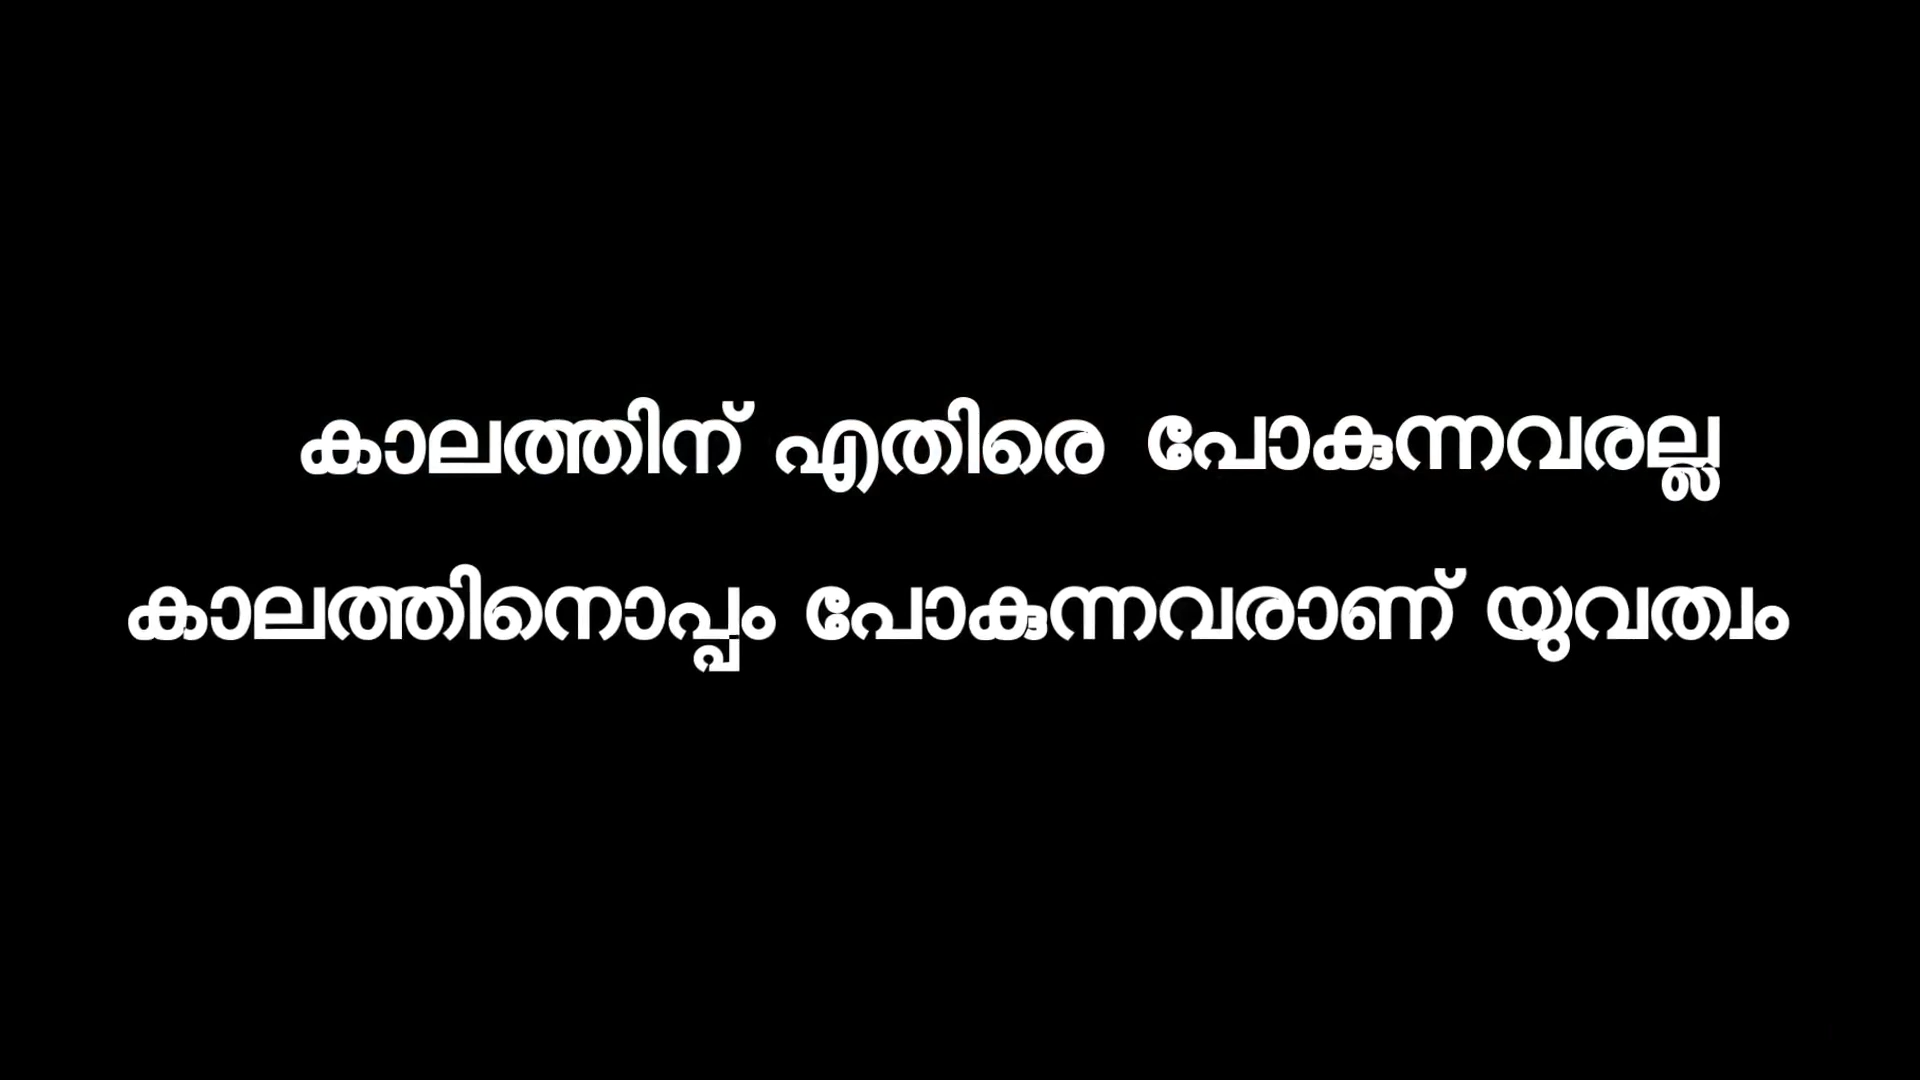 കാലത്തിന് എതിരെ പോകുന്നവരല്ല
കാലത്തിനൊപ്പം പോകുന്നവരാണ് യുവത്വം